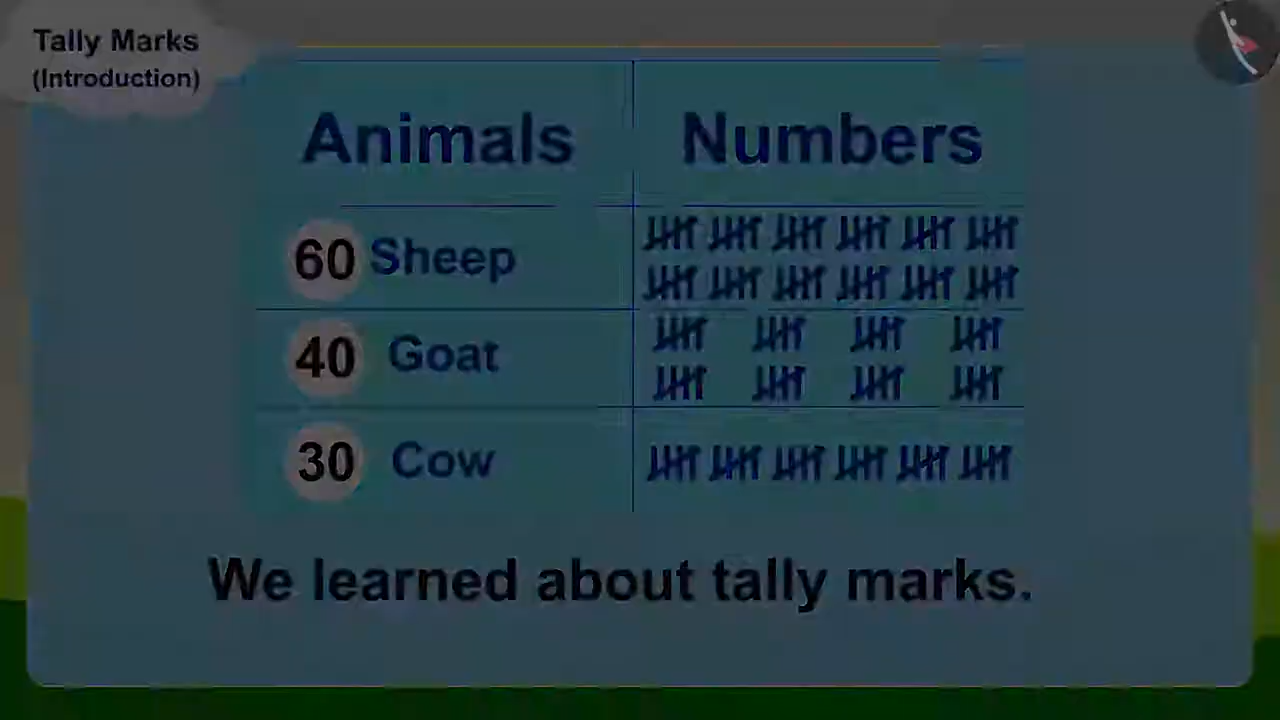 Tally Marks
(Introduction)
Animals Numbers
60 Sheep
40 Goat
30 Cow
We learned about tally marks.